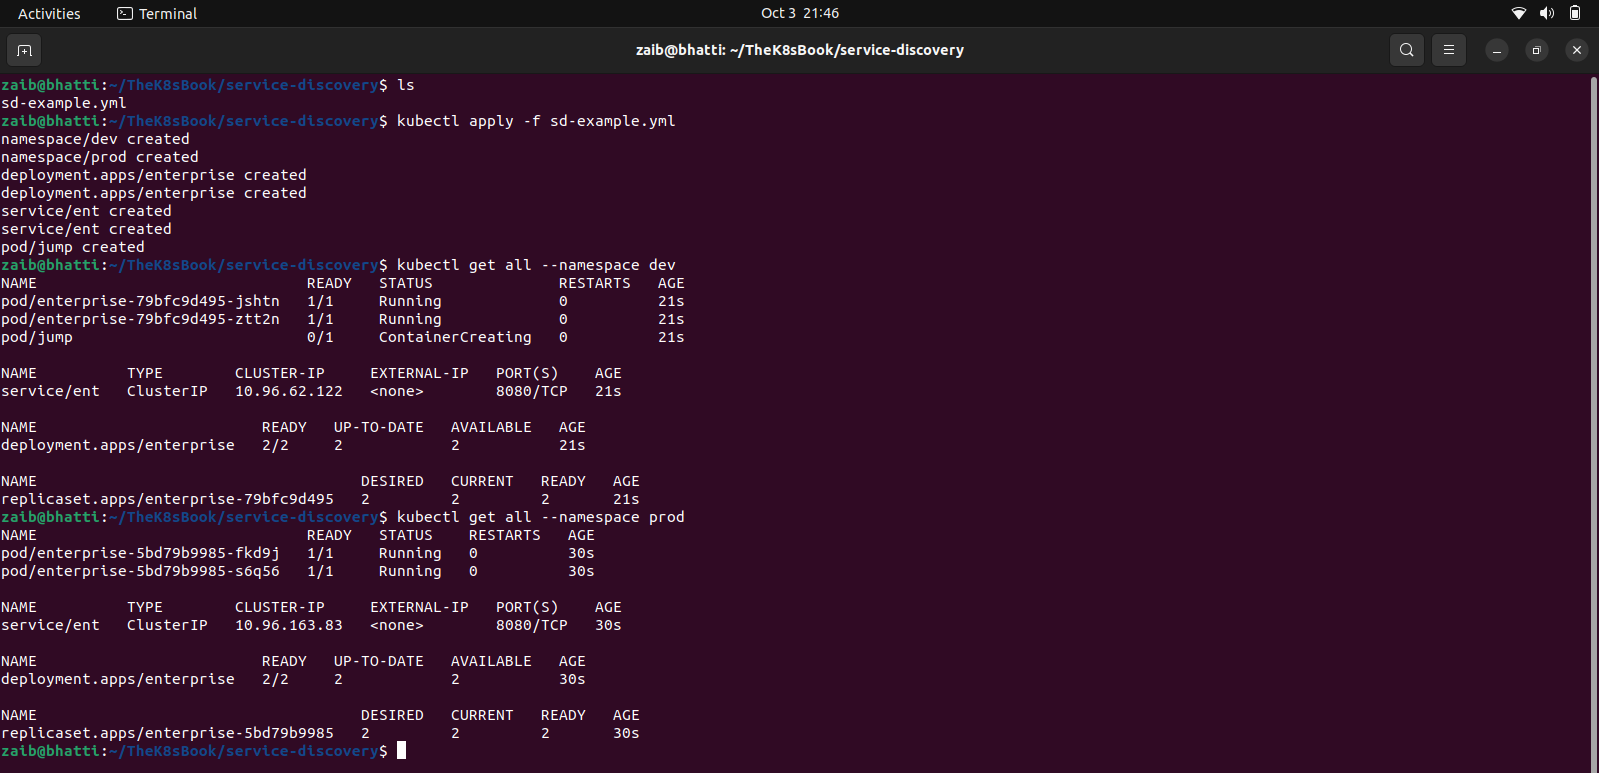 Activities Terminal Oct 3 21:46
zaib@bhatti: ~/TheK8sBook/service-discovery
zaib@bhatti:~/TheK8sBook/service-discovery$ ls
sd-example.yml
zaib@bhatti:~/TheK8sBook/service-discovery$ kubectl apply -f sd-example.yml
namespace/dev created
namespace/prod created
deployment.apps/enterprise created
deployment.apps/enterprise created
service/ent created
service/ent created
pod/jump created
zaib@bhatti:~/TheK8sBook/service-discovery$ kubectl get all --namespace dev
NAME                              READY   STATUS              RESTARTS   AGE
pod/enterprise-79bfc9d495-jshtn   1/1     Running             0          21s
pod/enterprise-79bfc9d495-ztt2n   1/1     Running             0          21s
pod/jump                          0/1     ContainerCreating   0          21s
NAME          TYPE        CLUSTER-IP     EXTERNAL-IP   PORT(S)    AGE
service/ent   ClusterIP   10.96.62.122   <none>        8080/TCP   21s
NAME                         READY   UP-TO-DATE   AVAILABLE   AGE
deployment.apps/enterprise   2/2     2            2           21s
NAME                                    DESIRED   CURRENT   READY   AGE
replicaset.apps/enterprise-79bfc9d495   2         2         2       21s
zaib@bhatti:~/TheK8sBook/service-discovery$ kubectl get all --namespace prod
NAME                              READY   STATUS    RESTARTS   AGE
pod/enterprise-5bd79b9985-fkd9j   1/1     Running   0          30s
pod/enterprise-5bd79b9985-s6q56   1/1     Running   0          30s
NAME          TYPE        CLUSTER-IP     EXTERNAL-IP   PORT(S)    AGE
service/ent   ClusterIP   10.96.163.83   <none>        8080/TCP   30s
NAME                         READY   UP-TO-DATE   AVAILABLE   AGE
deployment.apps/enterprise   2/2     2            2           30s
NAME                                    DESIRED   CURRENT   READY   AGE
replicaset.apps/enterprise-5bd79b9985   2         2         2       30s
zaib@bhatti:~/TheK8sBook/service-discovery$